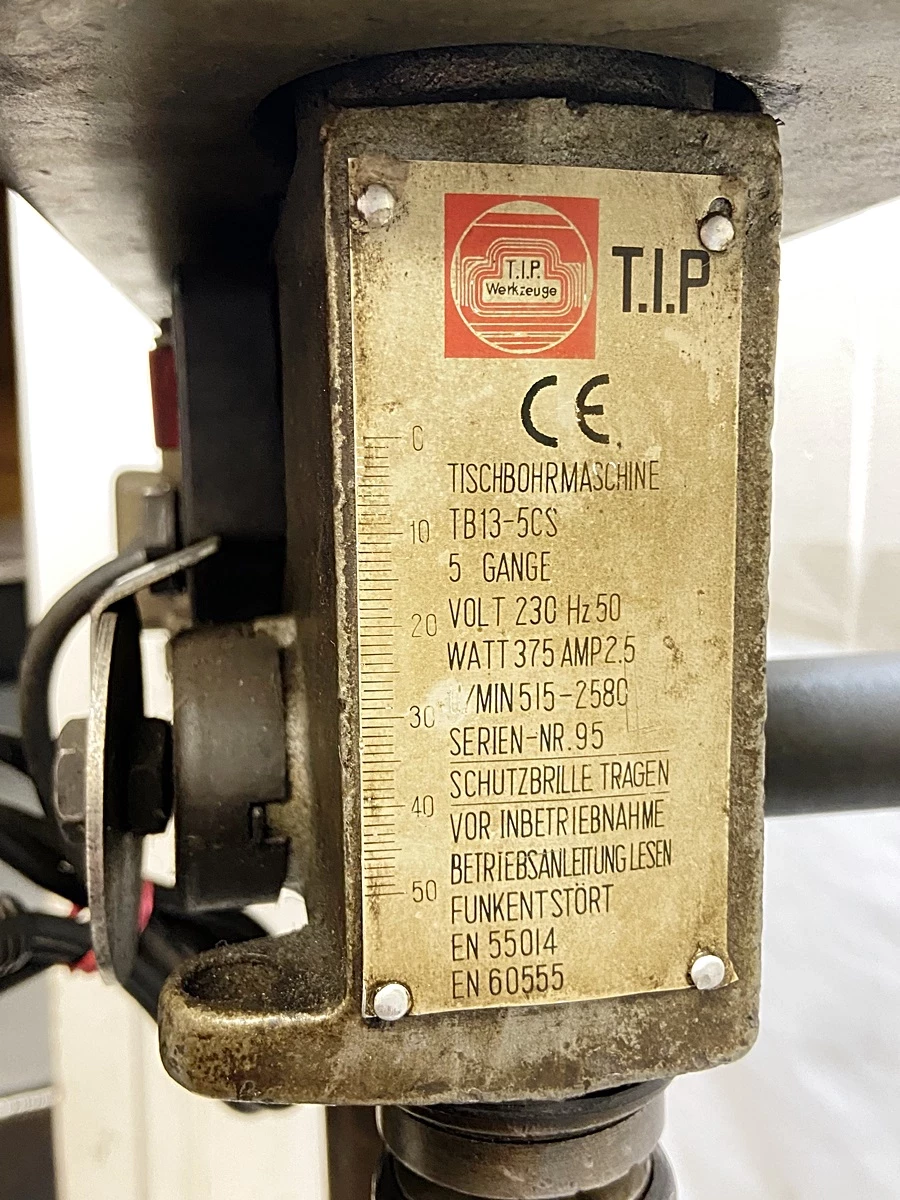 T.I.P.
Werkzeuge
T.I.P
CE
0
10
20
30
40
50
TISCHBOHRMASCHINE
TB13-5CS
5 GANGE
VOLT 230 Hz 50
WATT 375 AMP 2.5
/MIN 515-2580
SERIEN-NR. 95
SCHUTZBRILLE TRAGEN
VOR INBETRIEBNAHME
BETRIEBSANLEITUNG LESEN
FUNKENTSTÖRT
EN 55014
EN 60555